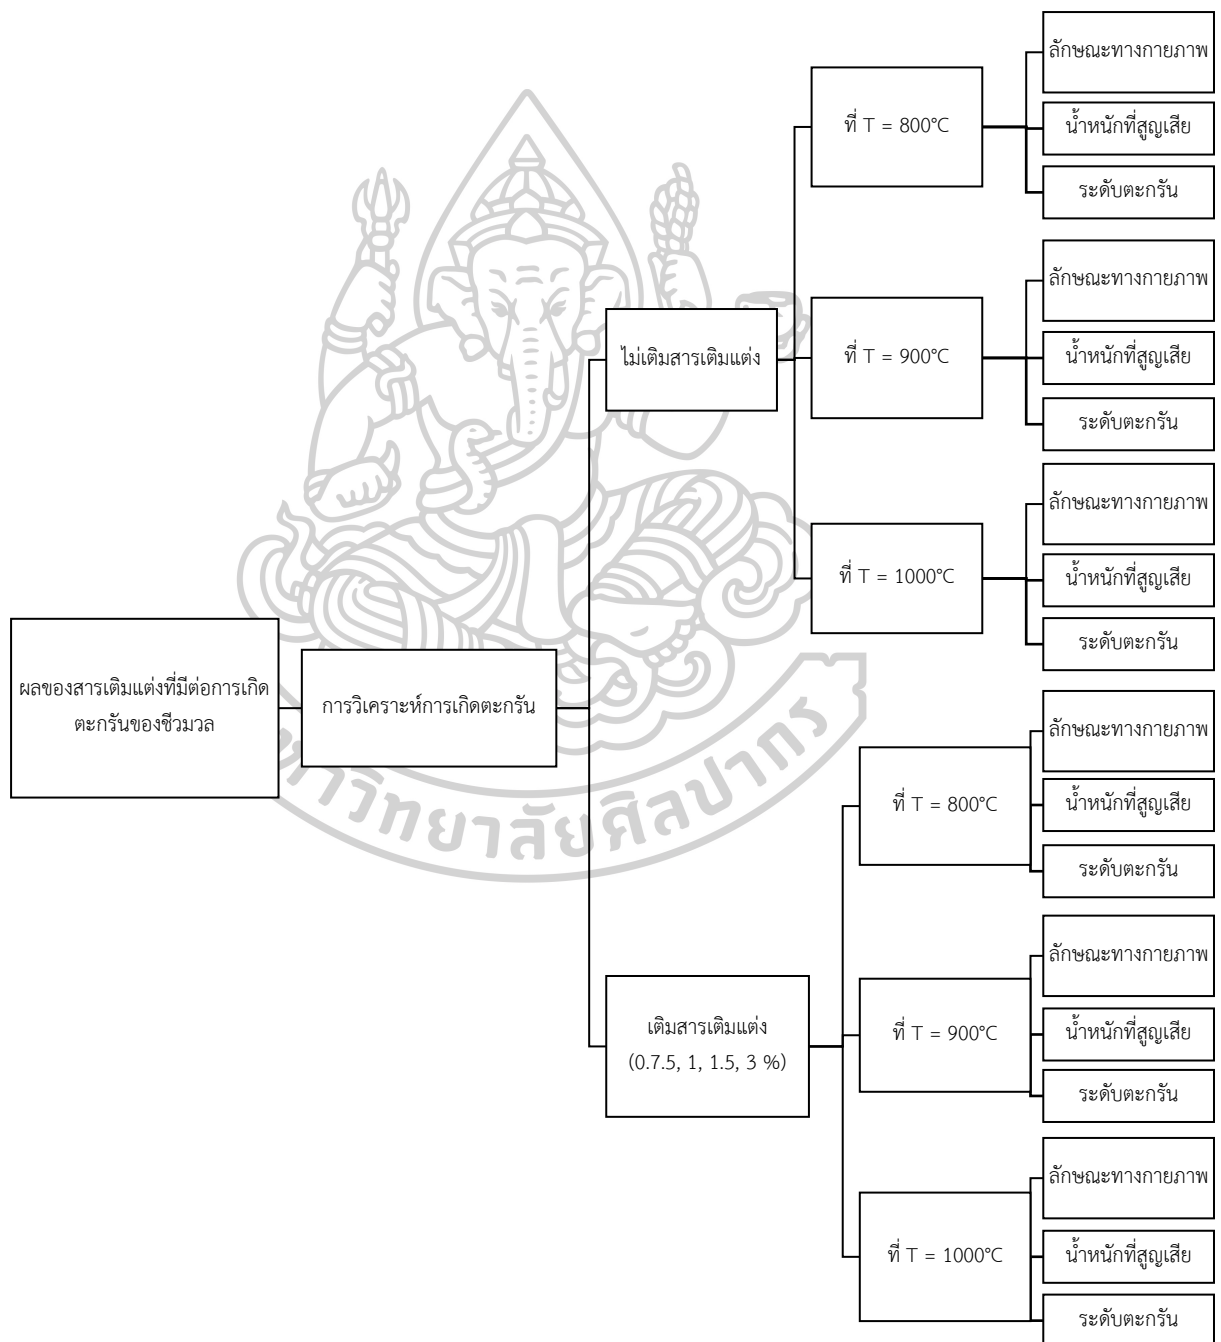 ผลของสารเติมแต่งที่มีต่อการเกิด
ตะกรันของชีวมวล
การวิเคราะห์การเกิดตะกรัน
ไม่เติมสารเติมแต่ง
ที่ T = 800°C
ลักษณะทางกายภาพ
น้ำหนักที่สูญเสีย
ระดับตะกรัน
ที่ T = 900°C
ลักษณะทางกายภาพ
น้ำหนักที่สูญเสีย
ระดับตะกรัน
ที่ T = 1000°C
ลักษณะทางกายภาพ
น้ำหนักที่สูญเสีย
ระดับตะกรัน
เติมสารเติมแต่ง
(0.7.5, 1, 1.5, 3 %)
ที่ T = 800°C
ลักษณะทางกายภาพ
น้ำหนักที่สูญเสีย
ระดับตะกรัน
ที่ T = 900°C
ลักษณะทางกายภาพ
น้ำหนักที่สูญเสีย
ระดับตะกรัน
ที่ T = 1000°C
ลักษณะทางกายภาพ
น้ำหนักที่สูญเสีย
ระดับตะกรัน
มหาวิทยาลัยศิลปากร